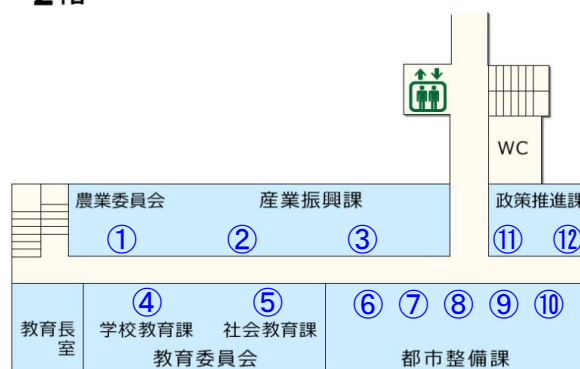 2階
WC
農業委員会 産業振興課 政策推進課
① ② ③ ⑪ ⑫
④ ⑤ ⑥ ⑦ ⑧ ⑨ ⑩
教育長室 学校教育課 社会教育課
教育委員会 都市整備課